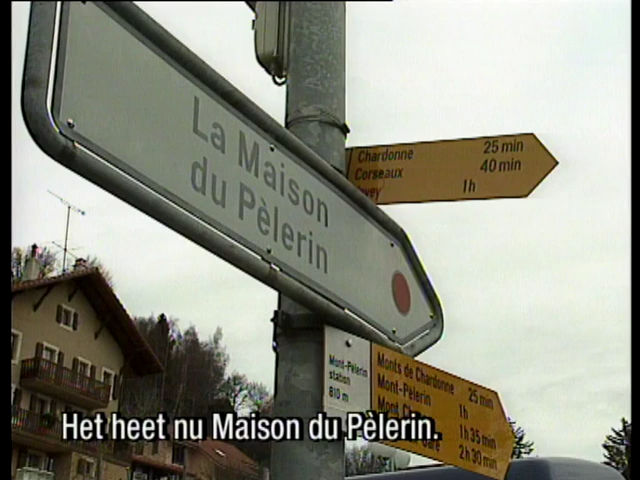 La Maison
du Pèlerin
Chardonne 25 min
Corseaux 40 min
1h
Mont-Pèlerin
station
810 m
Monts de Chardonne 25 min
Mont-Pèlerin 1h
Mont 1h 35 min
2h 30 min
Het heet nu Maison du Pèlerin.